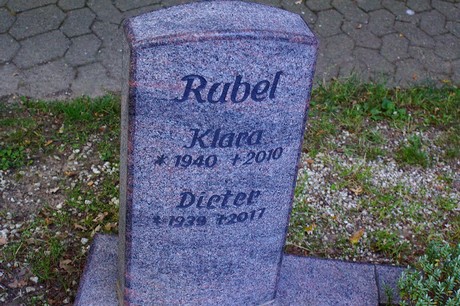 Rabel
Klara
* 1940 † 2010
Dieter
* 1939 † 2017